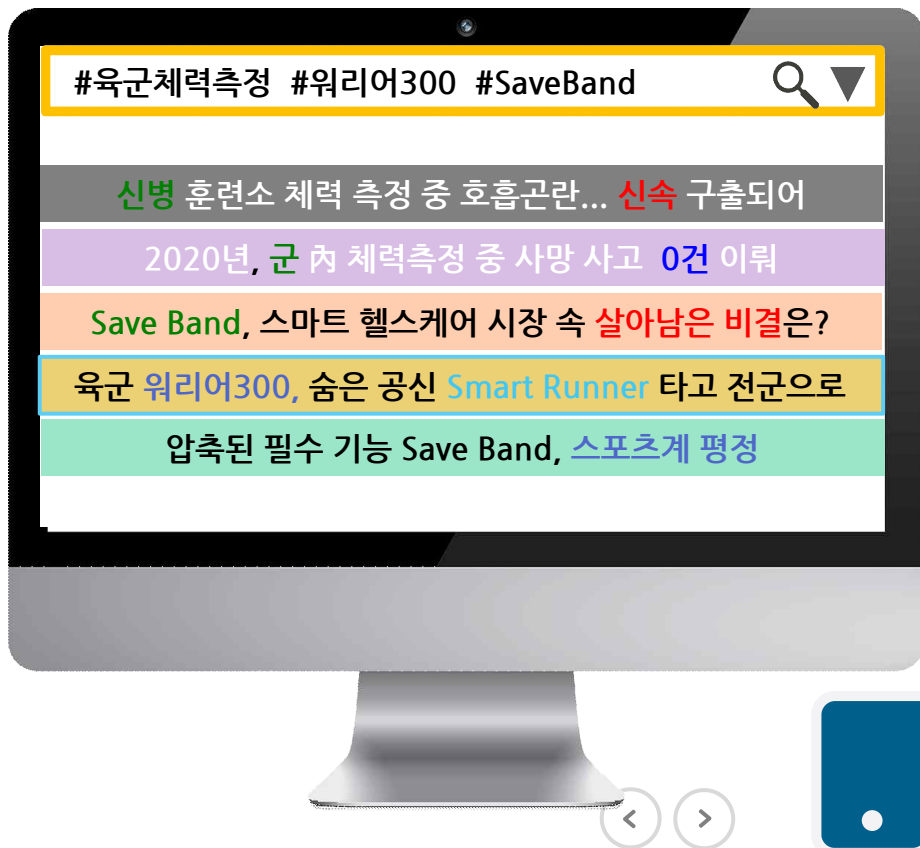 #육군체력측정 #워리어300 #SaveBand
신병 훈련소 체력 측정 중 호흡곤란... 신속 구출되어
2020년, 군 內 체력측정 중 사망 사고 0건 이뤄
Save Band, 스마트 헬스케어 시장 속 살아남은 비결은?
육군 워리어300, 숨은 공신 Smart Runner 타고 전군으로
압축된 필수 기능 Save Band, 스포츠계 평정